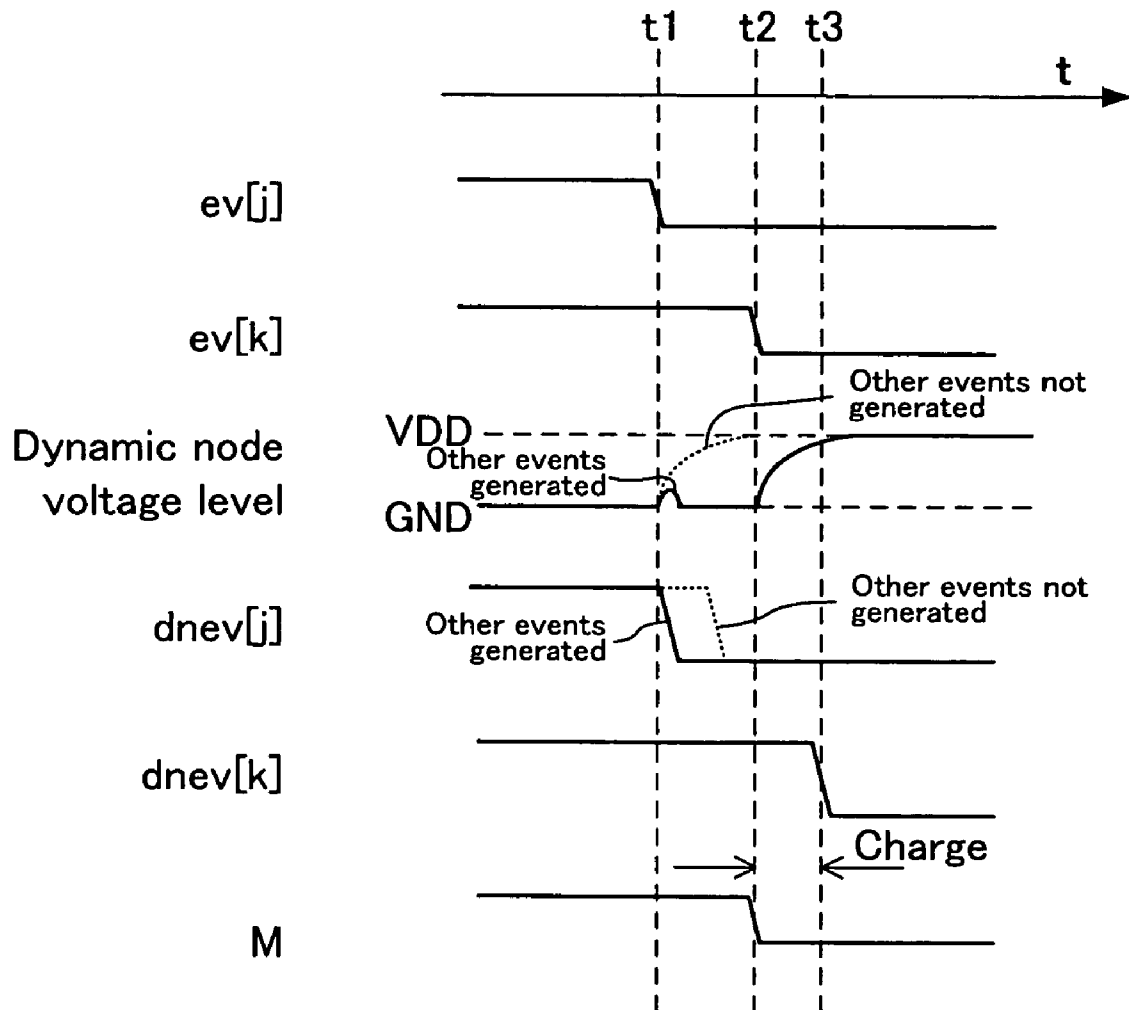 t1 t2 t3
t
ev[j]
ev[k]
Other events not
generated
Dynamic node
voltage level
VDD
Other events
generated
GND
dnev[j]
Other events not
generated
Other events
generated
dnev[k]
Charge
M